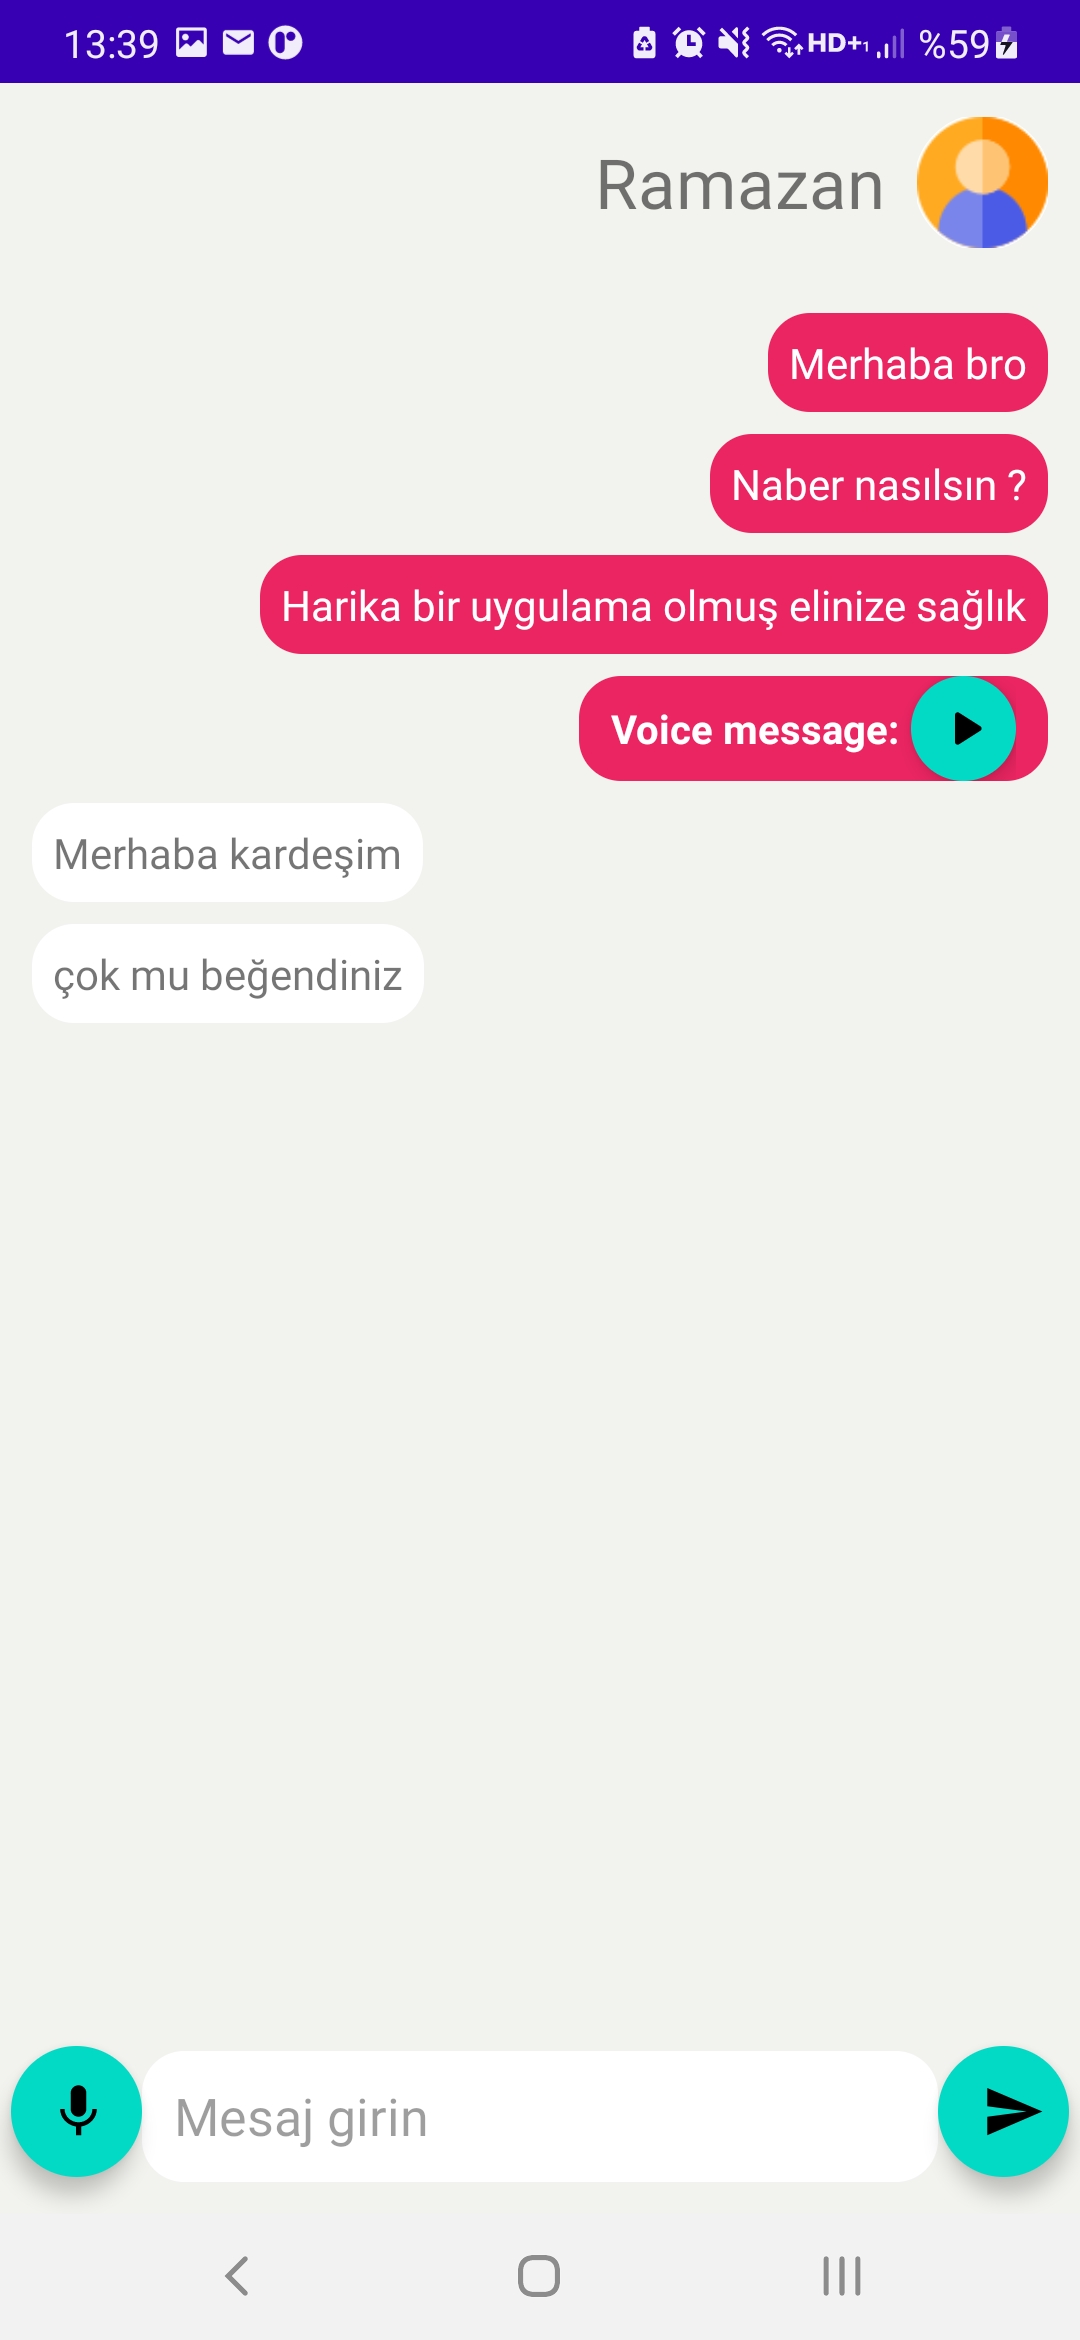 13:39 HD+1 %59
Ramazan
Merhaba bro
Naber nasılsın ?
Harika bir uygulama olmuş elinize sağlık
Voice message:
Merhaba kardeşim
çok mu beğendiniz
Mesaj girin